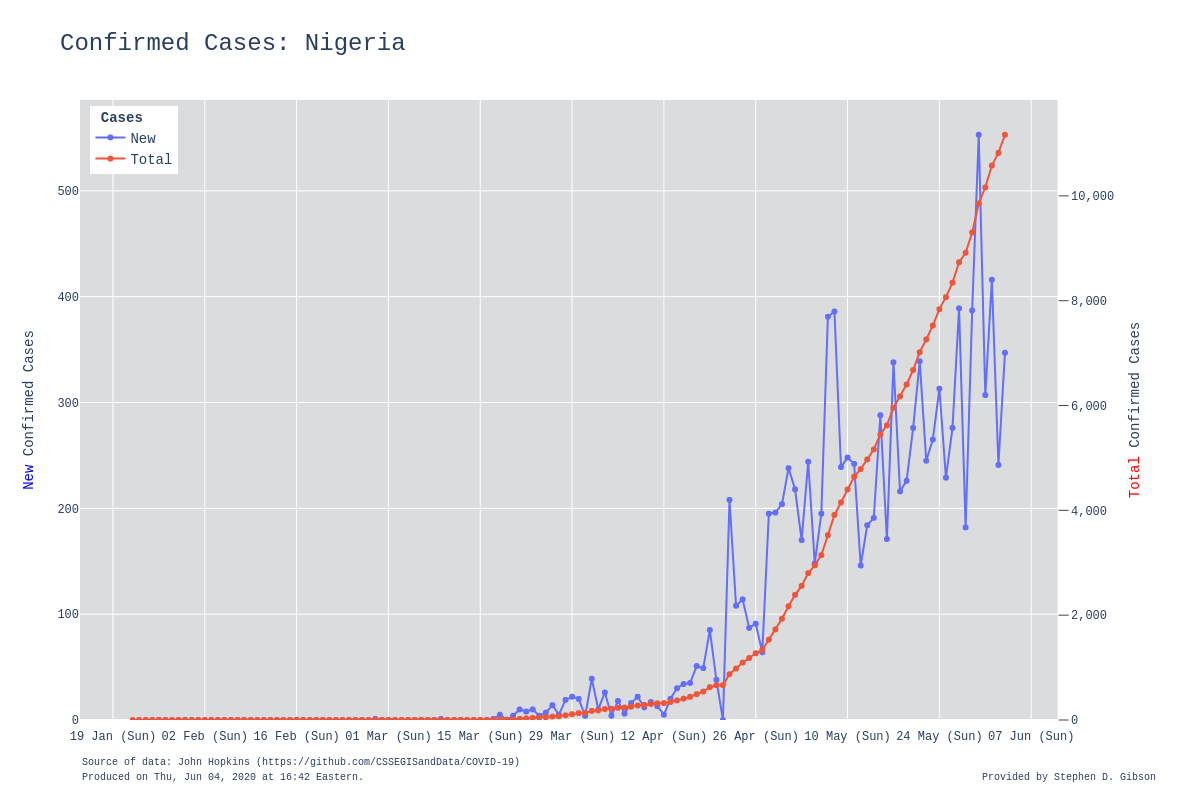 Confirmed Cases: Nigeria
Cases
New
Total
500
400
300
200
100
0
10,000
8,000
6,000
4,000
2,000
0
New Confirmed Cases
Total Confirmed Cases
19 Jan (Sun) 02 Feb (Sun) 16 Feb (Sun) 01 Mar (Sun) 15 Mar (Sun) 29 Mar (Sun) 12 Apr (Sun) 26 Apr (Sun) 10 May (Sun) 24 May (Sun) 07 Jun (Sun)
Source of data: John Hopkins (https://github.com/CSSEGISandData/COVID-19)
Produced on Thu, Jun 04, 2020 at 16:42 Eastern.
Provided by Stephen D. Gibson